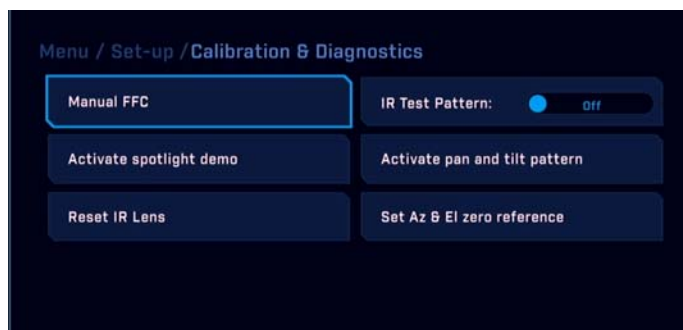 Menu / Set-up /Calibration & Diagnostics
Manual FFC
IR Test Pattern: Off
Activate spotlight demo
Activate pan and tilt pattern
Reset IR Lens
Set Az & El zero reference